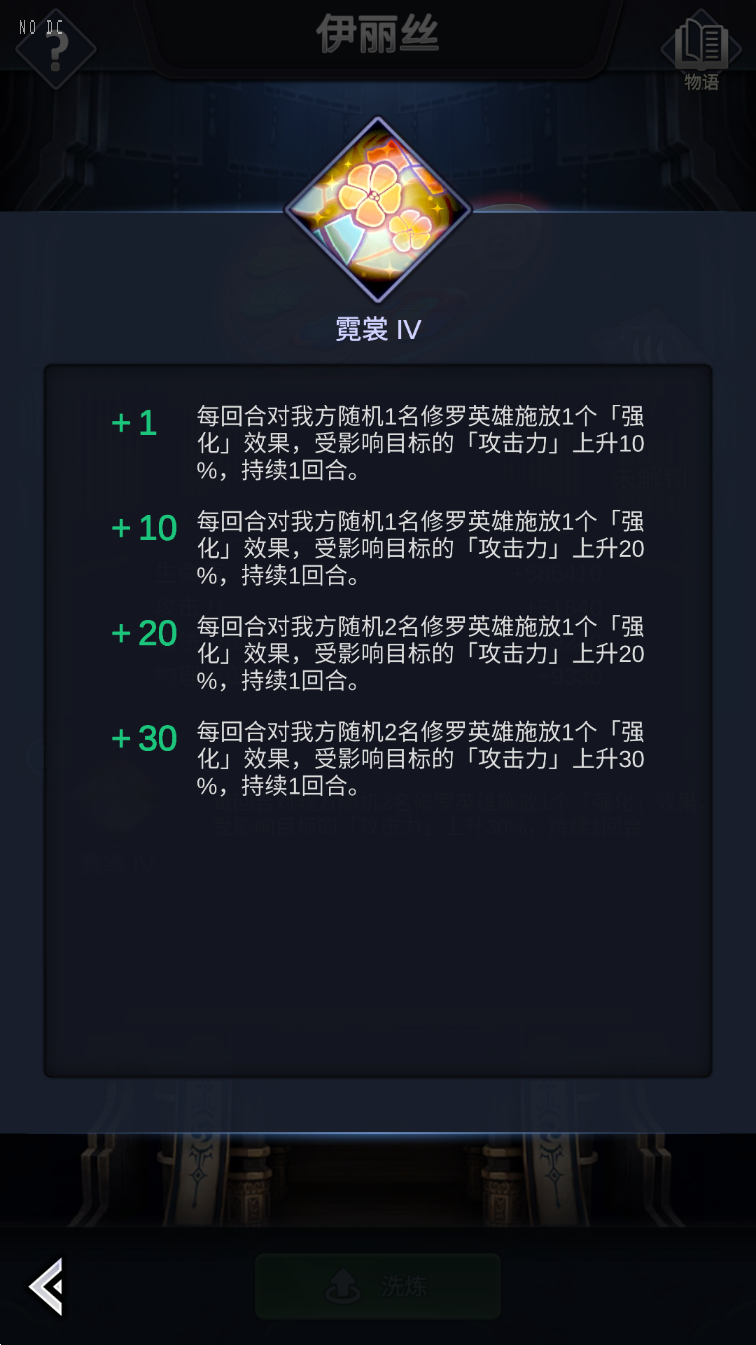 NO DC
伊丽丝
物语
霓裳 IV
+1
每回合对我方随机1名修罗英雄施放1个「强
化」效果，受影响目标的「攻击力」上升10
%，持续1回合。
+10
每回合对我方随机1名修罗英雄施放1个「强
化」效果，受影响目标的「攻击力」上升20
%，持续1回合。
+20
每回合对我方随机2名修罗英雄施放1个「强
化」效果，受影响目标的「攻击力」上升20
%，持续1回合。
+30
每回合对我方随机2名修罗英雄施放1个「强
化」效果，受影响目标的「攻击力」上升30
%，持续1回合。
霓裳 IV
洗炼